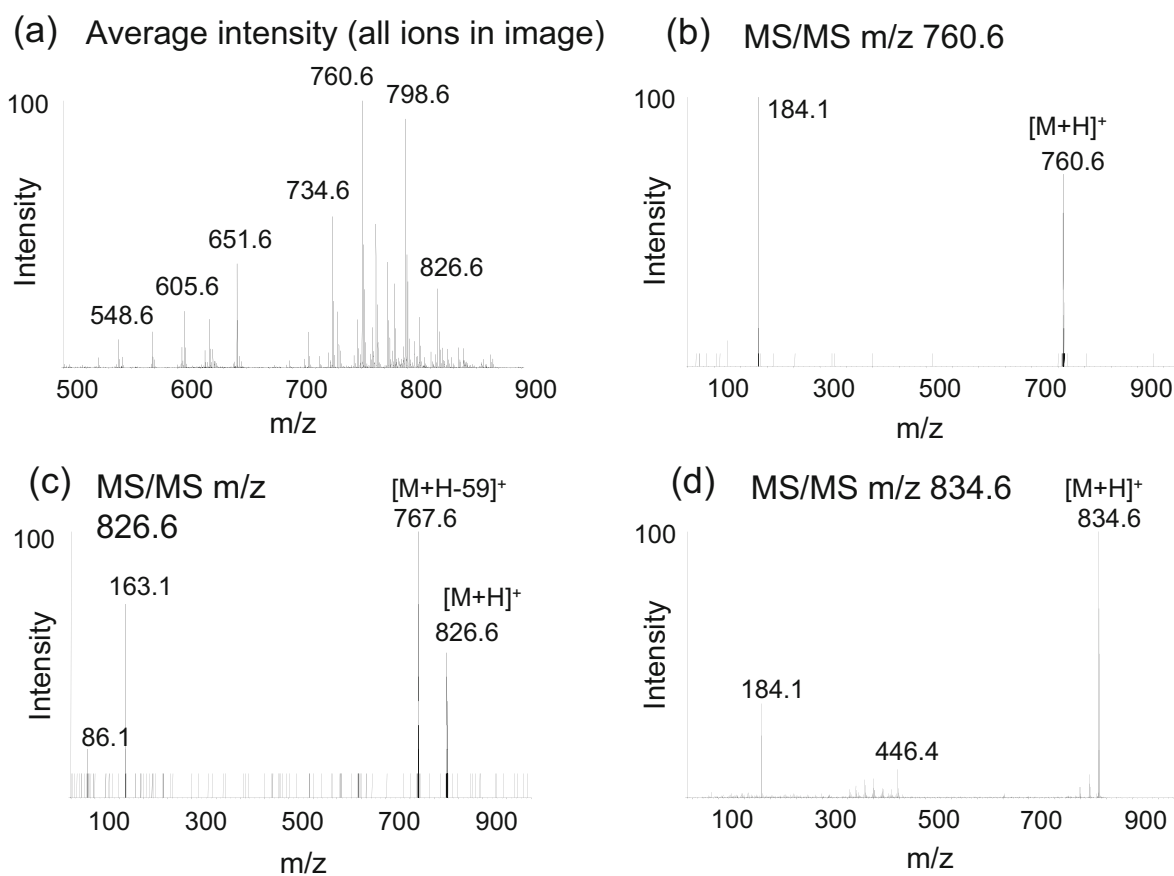 (a) Average intensity (all ions in image)
100
Intensity
548.6
605.6
651.6
734.6
760.6
798.6
826.6
500 600 700 800 900
m/z
(b) MS/MS m/z 760.6
100
Intensity
184.1
[M+H]+
760.6
100 300 500 700 900
m/z
(c) MS/MS m/z
826.6
100
Intensity
86.1
163.1
[M+H-59]+
767.6
[M+H]+
826.6
100 300 500 700 900
m/z
(d) MS/MS m/z 834.6
100
Intensity
184.1
446.4
[M+H]+
834.6
100 300 500 700 900
m/z